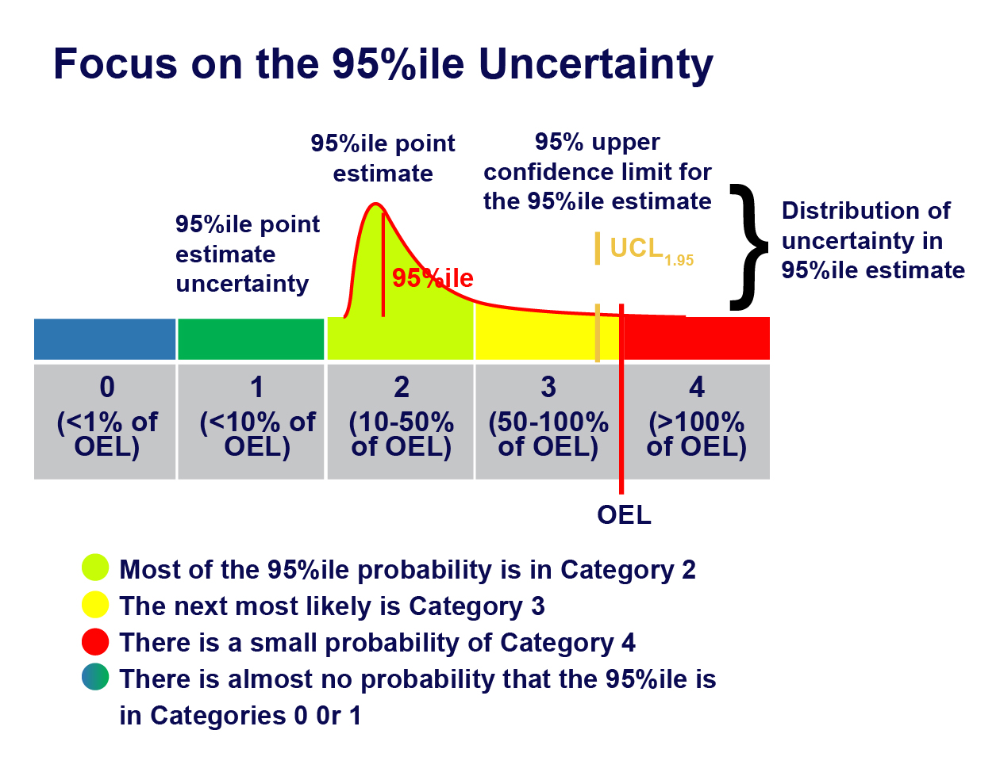 Focus on the 95%ile Uncertainty
95%ile point
estimate
95% upper
confidence limit for
the 95%ile estimate
95%ile point
estimate
uncertainty
Distribution of
uncertainty in
95%ile estimate
UCL1.95
95%ile
0
(<1% of
OEL)
1
(<10% of
OEL)
2
(10-50%
of OEL)
3
(50-100%
of OEL)
4
(>100%
of OEL)
OEL
Most of the 95%ile probability is in Category 2
The next most likely is Category 3
There is a small probability of Category 4
There is almost no probability that the 95%ile is
in Categories 0 0r 1